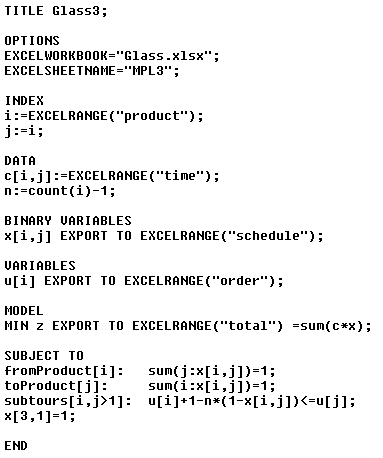 TITLE Glass3;
OPTIONS
EXCELWORKBOOK="Glass.xlsx";
EXCELSHEETNAME="MPL3";
INDEX
i:=EXCELRANGE("product");
j:=i;
DATA
c[i,j]:=EXCELRANGE("time");
n:=count(i)-1;
BINARY VARIABLES
x[i,j] EXPORT TO EXCELRANGE("schedule");
VARIABLES
u[i] EXPORT TO EXCELRANGE("order");
MODEL
MIN z EXPORT TO EXCELRANGE("total") =sum(c*x);
SUBJECT TO
fromProduct[i]:   sum(j:x[i,j])=1;
toProduct[j]:     sum(i:x[i,j])=1;
subtours[i,j>1]:  u[i]+1-n*(1-x[i,j])<=u[j];
x[3,1]=1;
END